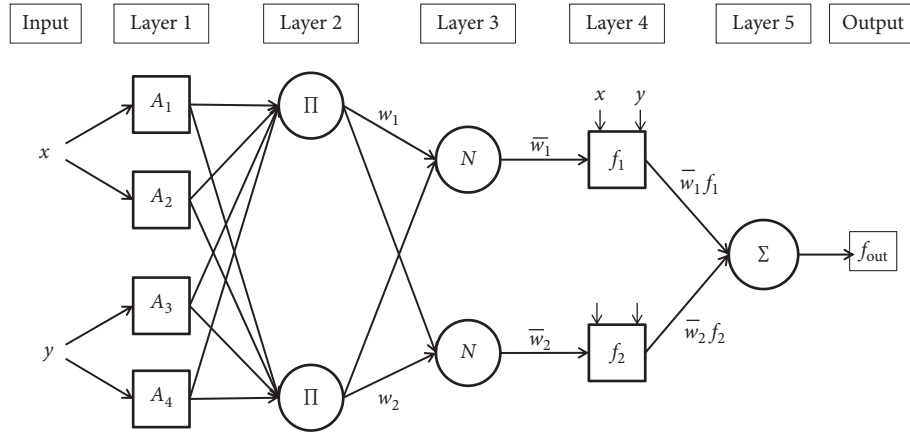 Input Layer 1 Layer 2 Layer 3 Layer 4 Layer 5 Output
A₁ Π x y
w₁
x N w̅₁ f₁
w̅₁f₁
A₂
Σ f_out
A₃
w̅₂f₂
y N w̅₂ f₂
A₄ Π w₂